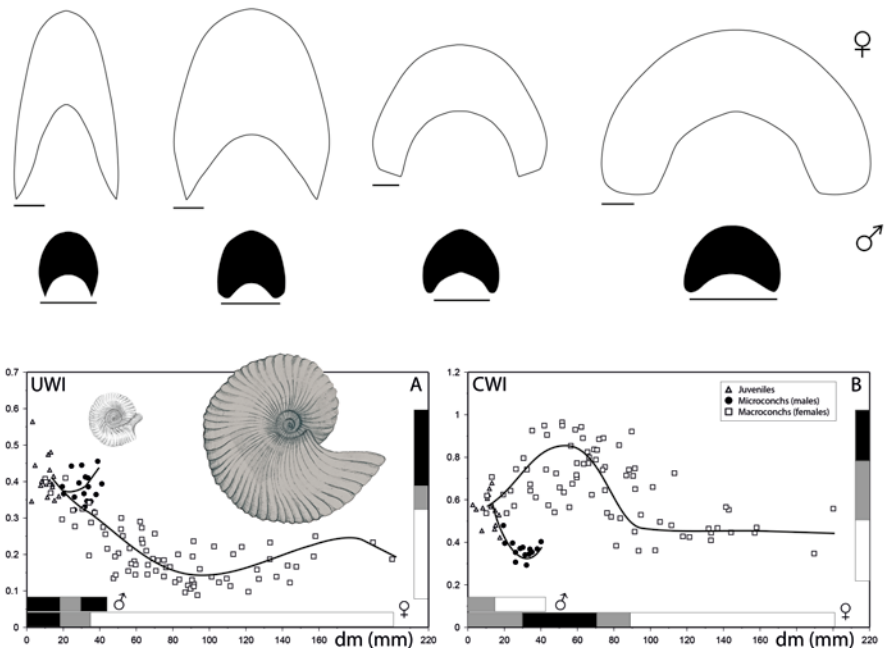 ♀
♂
UWI
A
0.7
0.6
0.5
0.4
0.3
0.2
0.1
0
♂
♀
0 20 40 60 80 100 120 140 160 dm (mm) 220
CWI
B
1.2
1
0.8
0.6
0.4
0.2
0
Juveniles
Microconchs (males)
Macroconchs (females)
♂
♀
0 20 40 60 80 100 120 140 160 dm (mm) 220